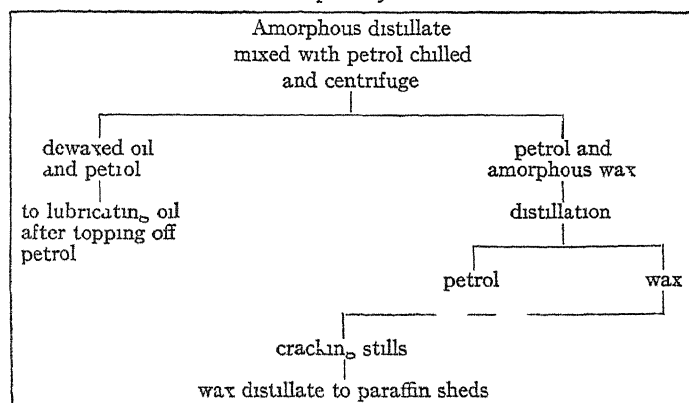 Amorphous distillate
mixed with petrol chilled
and centrifuge
dewaxed oil
and petrol
to lubricating oil
after topping off
petrol
petrol and
amorphous wax
distillation
petrol
wax
cracking stills
wax distillate to paraffin sheds